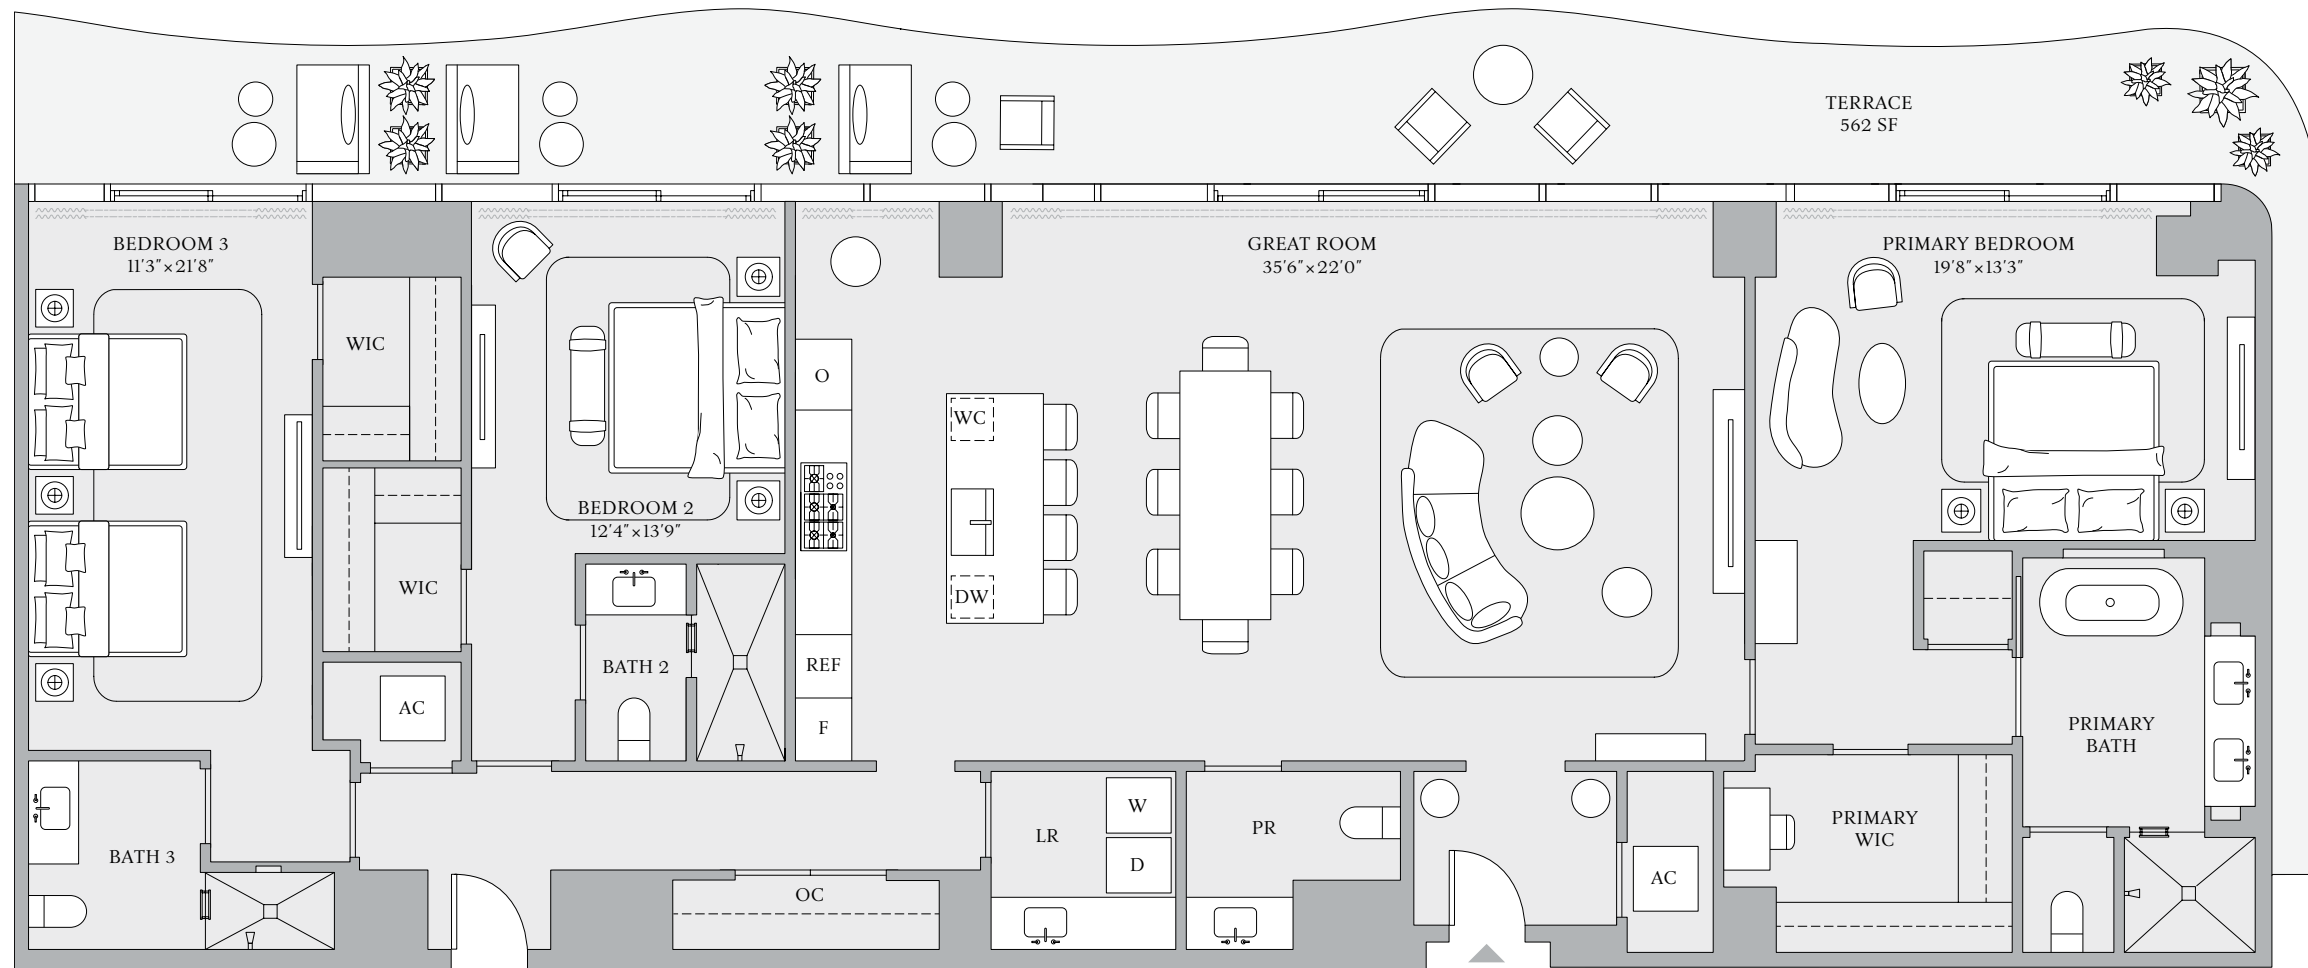 TERRACE
562 SF
BEDROOM 3
11'3"×21'8"
GREAT ROOM
35'6"×22'0"
PRIMARY BEDROOM
19'8"×13'3"
WIC
O
WC
BEDROOM 2
12'4"×13'9"
WIC
DW
BATH 2
REF
AC
F
PRIMARY
BATH
W
LR
PR
PRIMARY
WIC
BATH 3
D
AC
OC